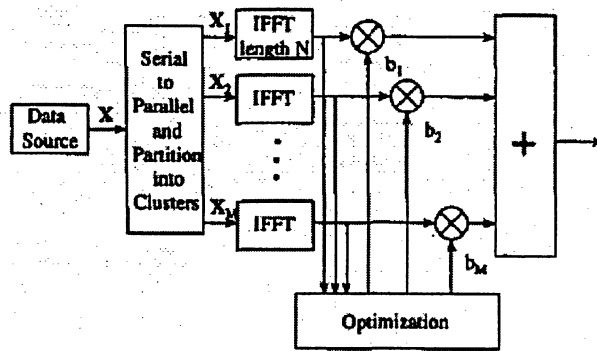 Data
Source
X
Serial
to
Parallel
and
Partition
into
Clusters
X1
IFFT
length N
b1
X2
IFFT
b2
XM
IFFT
bM
+
Optimization